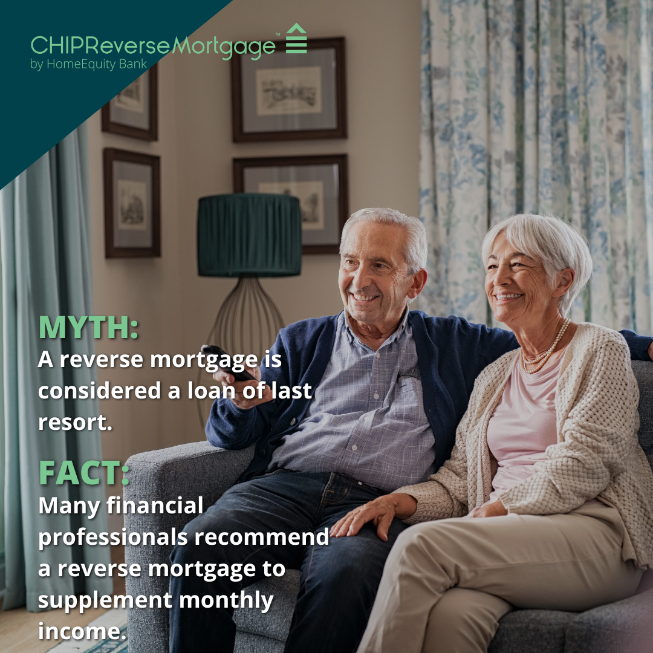 CHIPReverseMortgage™
by HomeEquity Bank
MYTH:
A reverse mortgage is
considered a loan of last
resort.
FACT:
Many financial
professionals recommend
a reverse mortgage to
supplement monthly
income.